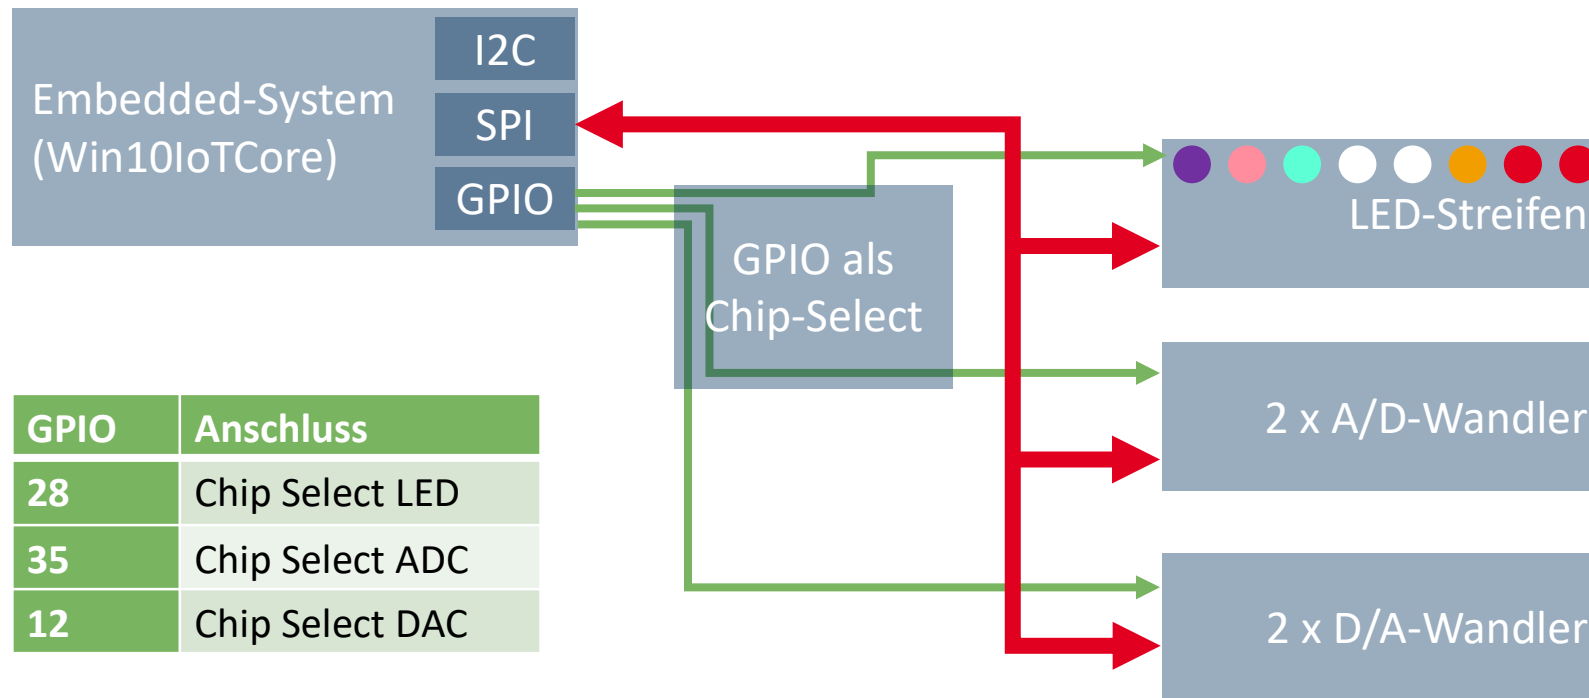 Embedded-System
(Win10IoTCore)
I2C
SPI
GPIO
GPIO als
Chip-Select
LED-Streifen
2 x A/D-Wandler
2 x D/A-Wandler
GPIO Anschluss
28 Chip Select LED
35 Chip Select ADC
12 Chip Select DAC